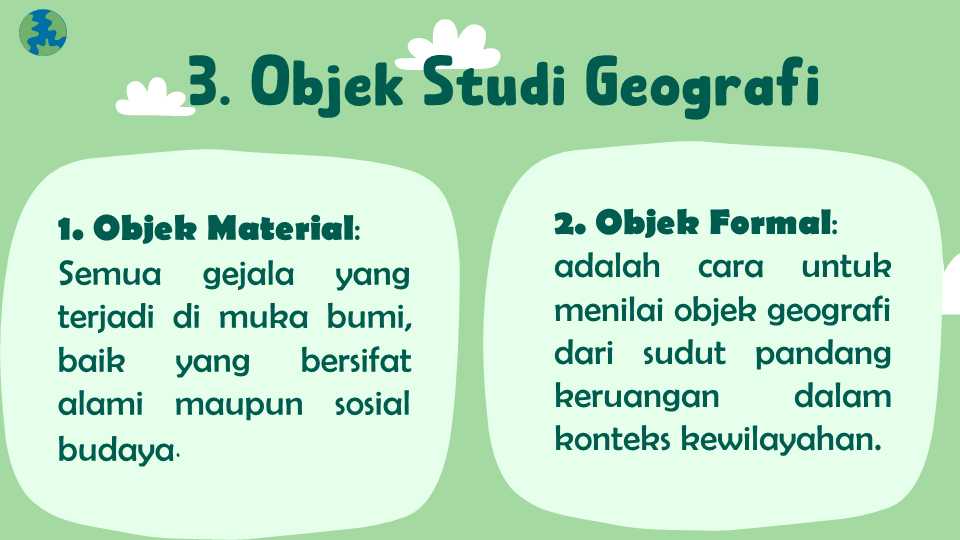 3. Objek Studi Geografi
1. Objek Material:
Semua gejala yang
terjadi di muka bumi,
baik yang bersifat
alami maupun sosial
budaya.
2. Objek Formal:
adalah cara untuk
menilai objek geografi
dari sudut pandang
keruangan dalam
konteks kewilayahan.